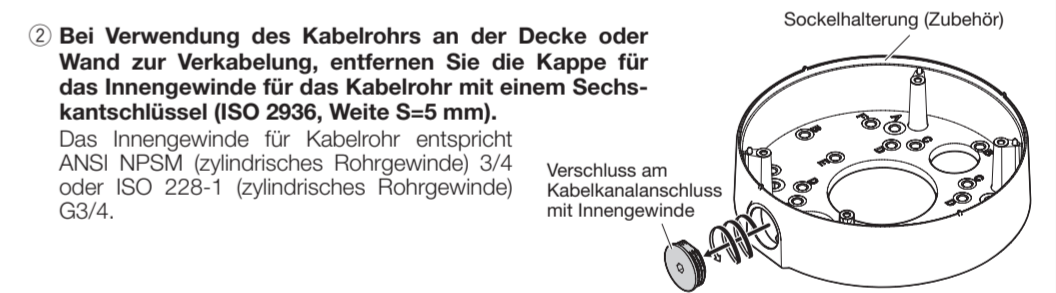 ② Bei Verwendung des Kabelrohrs an der Decke oder
Wand zur Verkabelung, entfernen Sie die Kappe für
das Innengewinde für das Kabelrohr mit einem Sechs-
kantschlüssel (ISO 2936, Weite S=5 mm).
Das Innengewinde für Kabelrohr entspricht
ANSI NPSM (zylindrisches Rohrgewinde) 3/4
oder ISO 228-1 (zylindrisches Rohrgewinde)
G3/4.
Sockelhalterung (Zubehör)
Verschluss am
Kabelkanalanschluss
mit Innengewinde